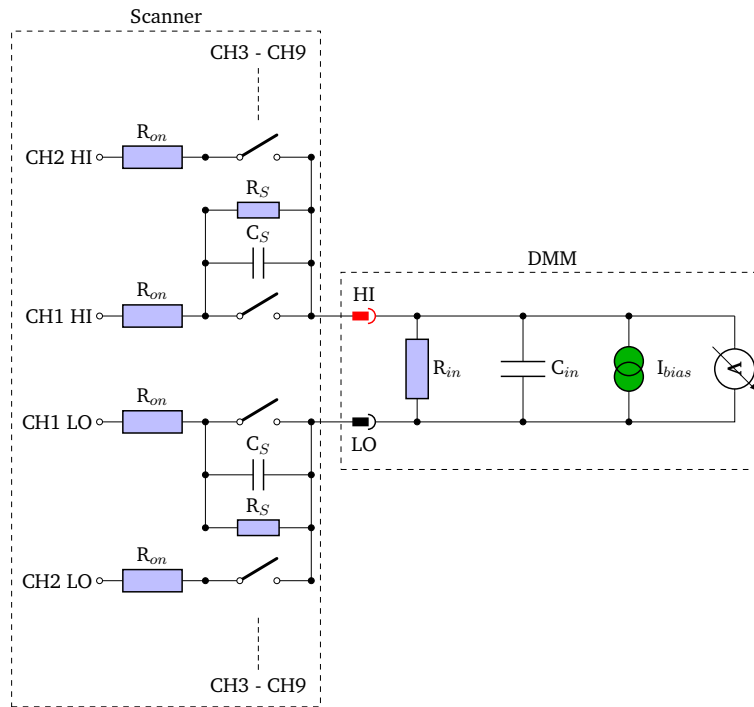 Scanner
CH3 - CH9
R_on
CH2 HI
R_S
C_S
DMM
R_on
HI
CH1 HI
R_in
C_in
I_bias
V
R_on
CH1 LO
LO
C_S
R_S
R_on
CH2 LO
CH3 - CH9